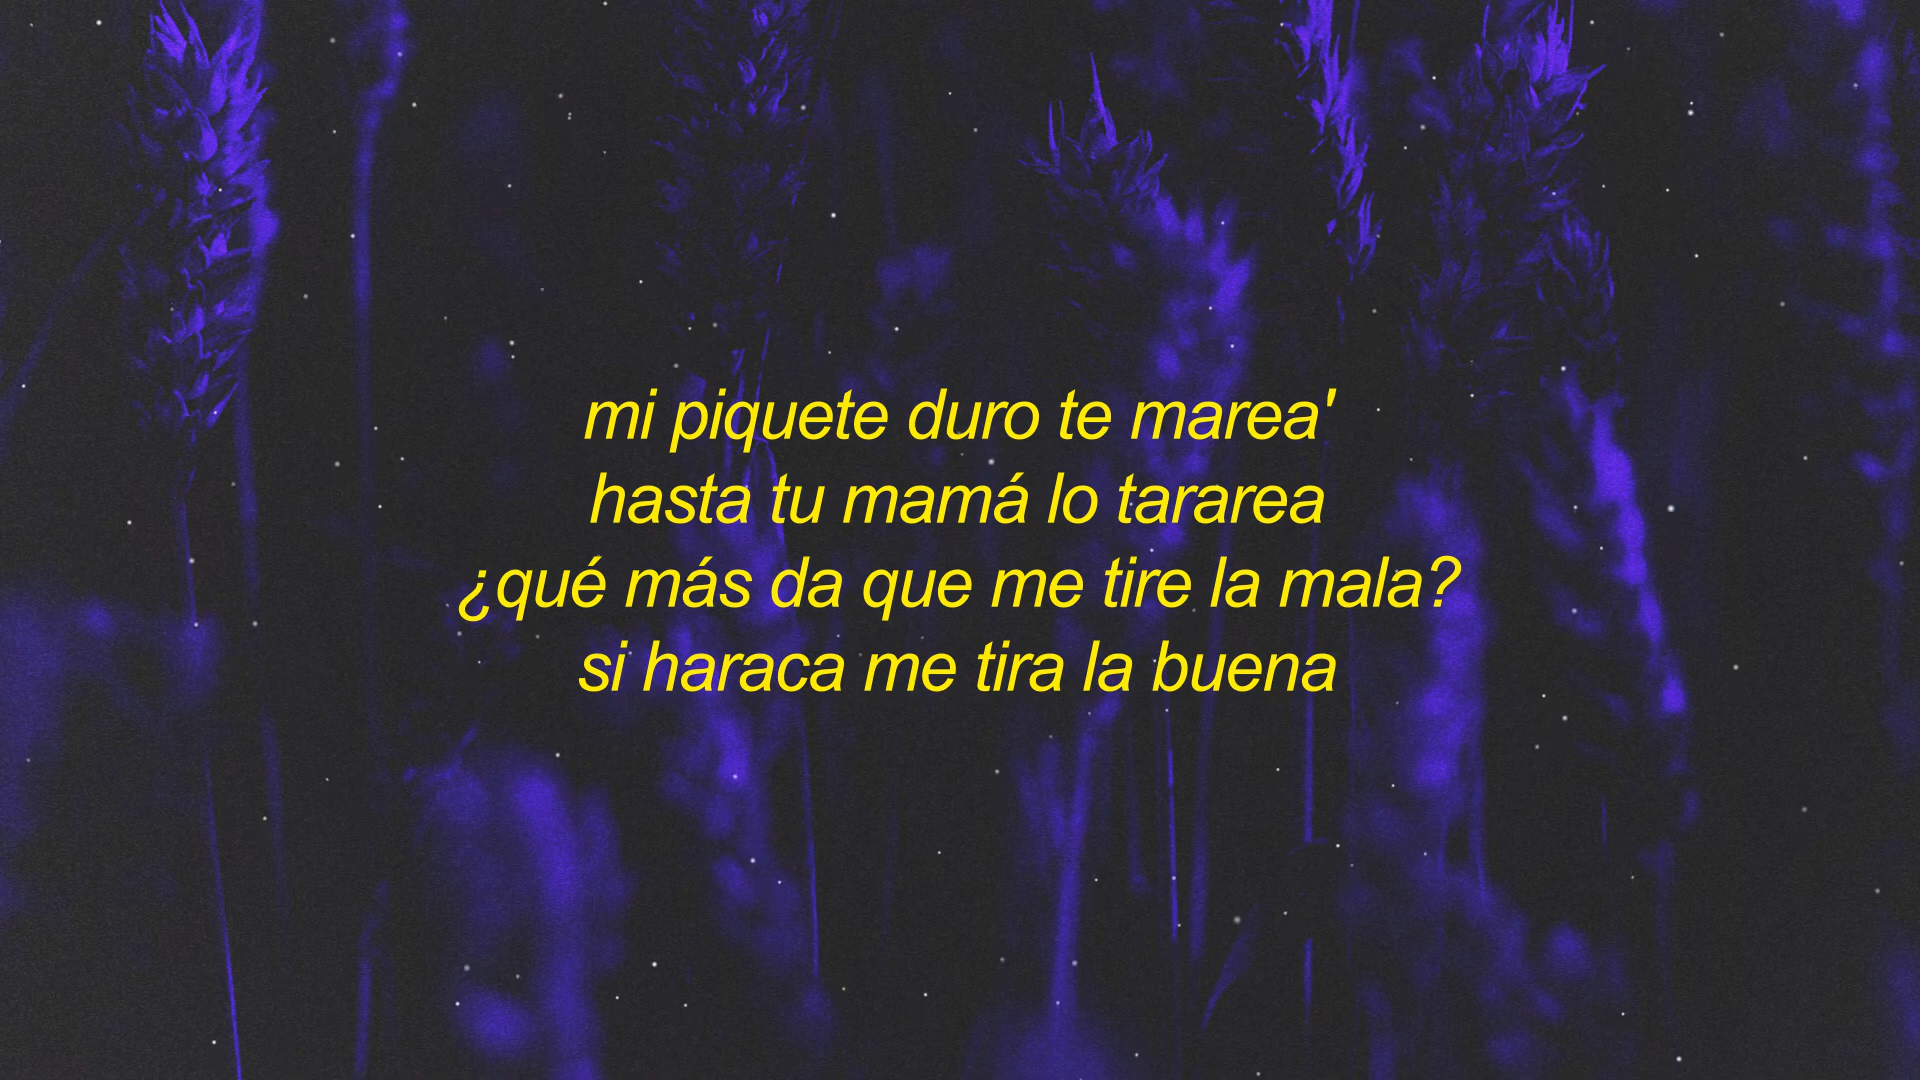 mi piquete duro te marea'
hasta tu mamá lo tararea
¿qué más da que me tire la mala?
si haraca me tira la buena